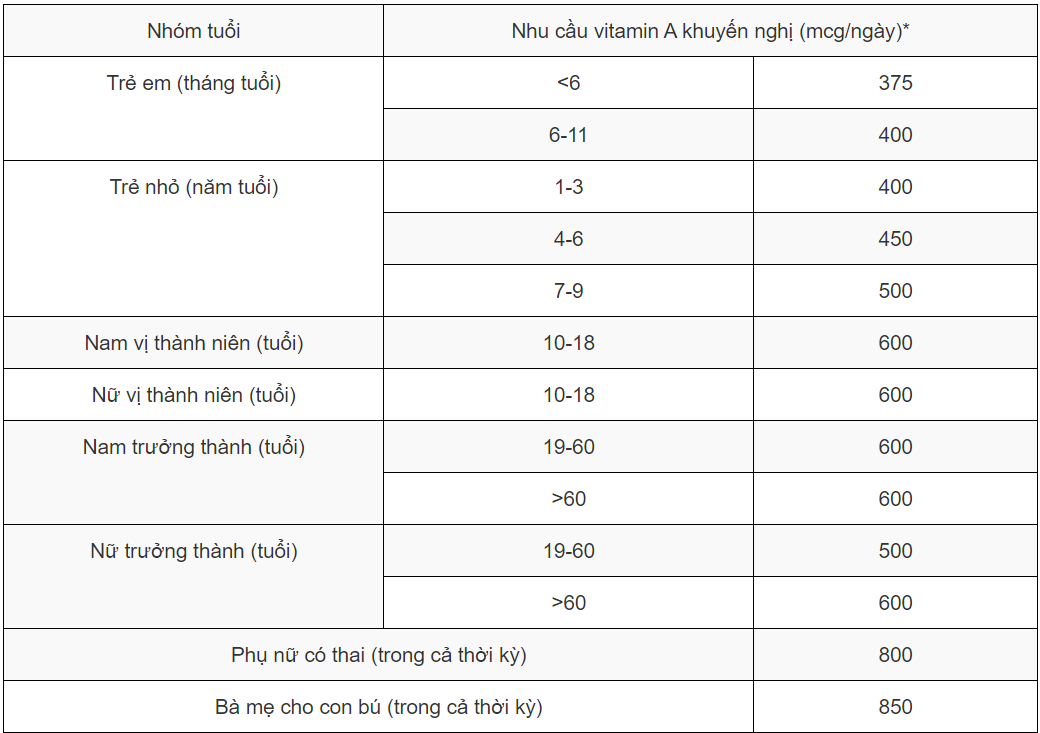 Nhóm tuổi Nhu cầu vitamin A khuyến nghị (mcg/ngày)*
Trẻ em (tháng tuổi) <6 375
6-11 400
Trẻ nhỏ (năm tuổi) 1-3 400
4-6 450
7-9 500
Nam vị thành niên (tuổi) 10-18 600
Nữ vị thành niên (tuổi) 10-18 600
Nam trưởng thành (tuổi) 19-60 600
>60 600
Nữ trưởng thành (tuổi) 19-60 500
>60 600
Phụ nữ có thai (trong cả thời kỳ) 800
Bà mẹ cho con bú (trong cả thời kỳ) 850